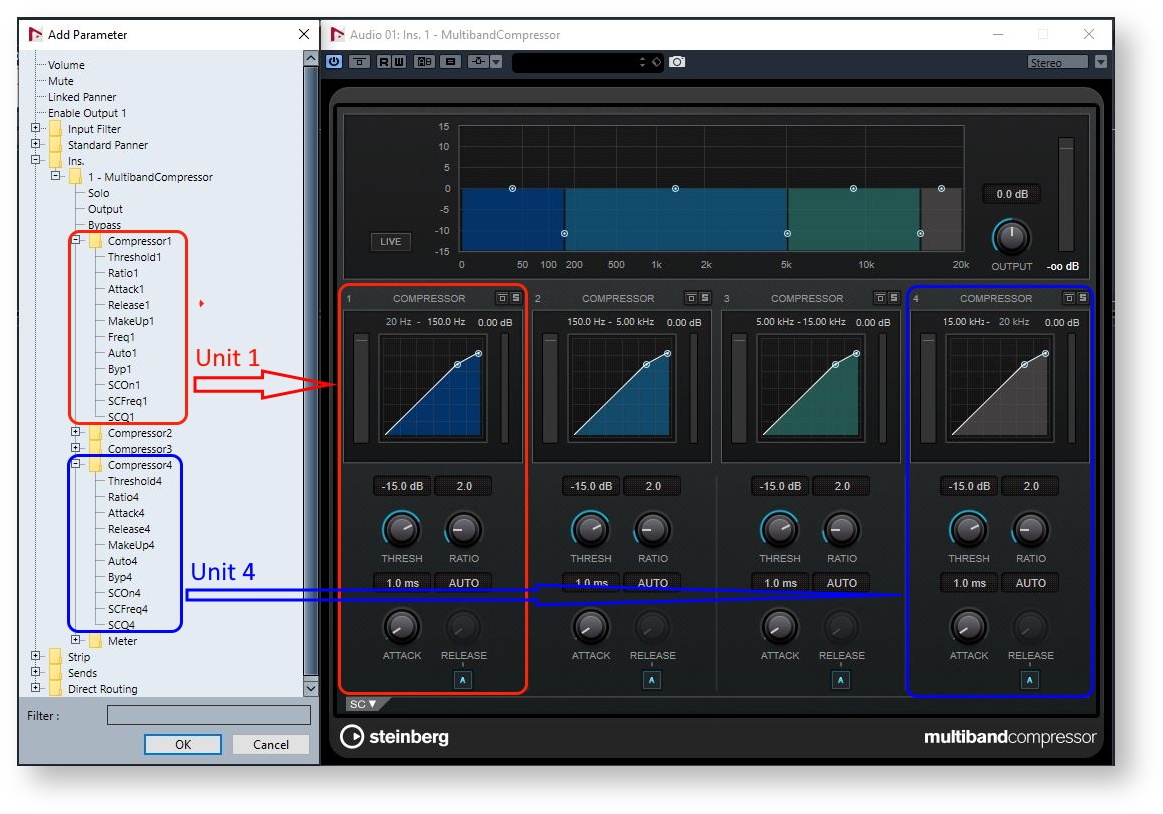 Add Parameter
Volume
Mute
Linked Panner
Enable Output 1
Input Filter
Standard Panner
Ins.
1 - MultibandCompressor
Solo
Output
Bypass
Compressor1
Threshold1
Ratio1
Attack1
Release1
MakeUp1
Freq1
Auto1
Byp1
SCOn1
SCFreq1
SCQ1
Compressor2
Compressor3
Compressor4
Threshold4
Ratio4
Attack4
Release4
MakeUp4
Auto4
Byp4
SCOn4
SCFreq4
SCQ4
Meter
Strip
Sends
Direct Routing
Filter :
OK Cancel
Unit 1
Unit 4
Audio 01: Ins. 1 - MultibandCompressor
R W Stereo
15
10
5
0
-5
-10
-15
0 50 100 200 500 1k 2k 5k 10k 20k
LIVE
0.0 dB
OUTPUT -oo dB
1 COMPRESSOR S 2 COMPRESSOR S 3 COMPRESSOR S 4 COMPRESSOR S
20 Hz - 150.0 Hz 0.00 dB 150.0 Hz - 5.00 kHz 0.00 dB 5.00 kHz - 15.00 kHz 0.00 dB 15.00 kHz - 20 kHz 0.00 dB
-15.0 dB 2.0 -15.0 dB 2.0 -15.0 dB 2.0 -15.0 dB 2.0
THRESH RATIO THRESH RATIO THRESH RATIO THRESH RATIO
1.0 ms AUTO 1.0 ms AUTO 1.0 ms AUTO 1.0 ms AUTO
ATTACK RELEASE ATTACK RELEASE ATTACK RELEASE ATTACK RELEASE
A A A A
SC ▼
steinberg
multibandcompressor